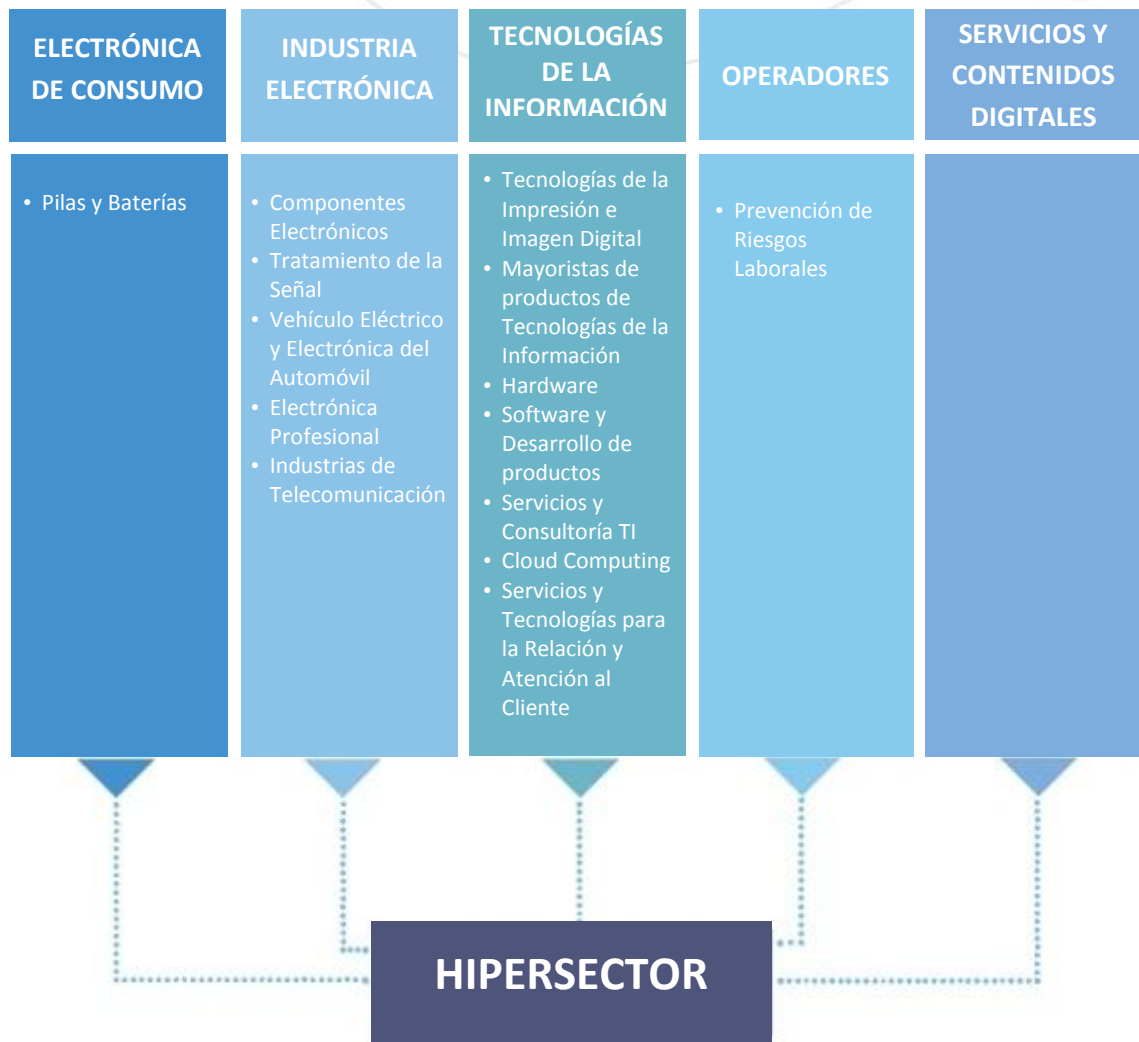 ELECTRÓNICA
DE CONSUMO
INDUSTRIA
ELECTRÓNICA
TECNOLOGÍAS
DE LA
INFORMACIÓN
OPERADORES
SERVICIOS Y
CONTENIDOS
DIGITALES
• Pilas y Baterías
• Componentes
Electrónicos
• Tratamiento de la
Señal
• Vehículo Eléctrico
y Electrónica del
Automóvil
• Electrónica
Profesional
• Industrias de
Telecomunicación
• Tecnologías de la
Impresión e
Imagen Digital
• Mayoristas de
productos de
Tecnologías de la
Información
• Hardware
• Software y
Desarrollo de
productos
• Servicios y
Consultoría TI
• Cloud Computing
• Servicios y
Tecnologías para
la Relación y
Atención al
Cliente
• Prevención de
Riesgos
Laborales
HIPERSECTOR